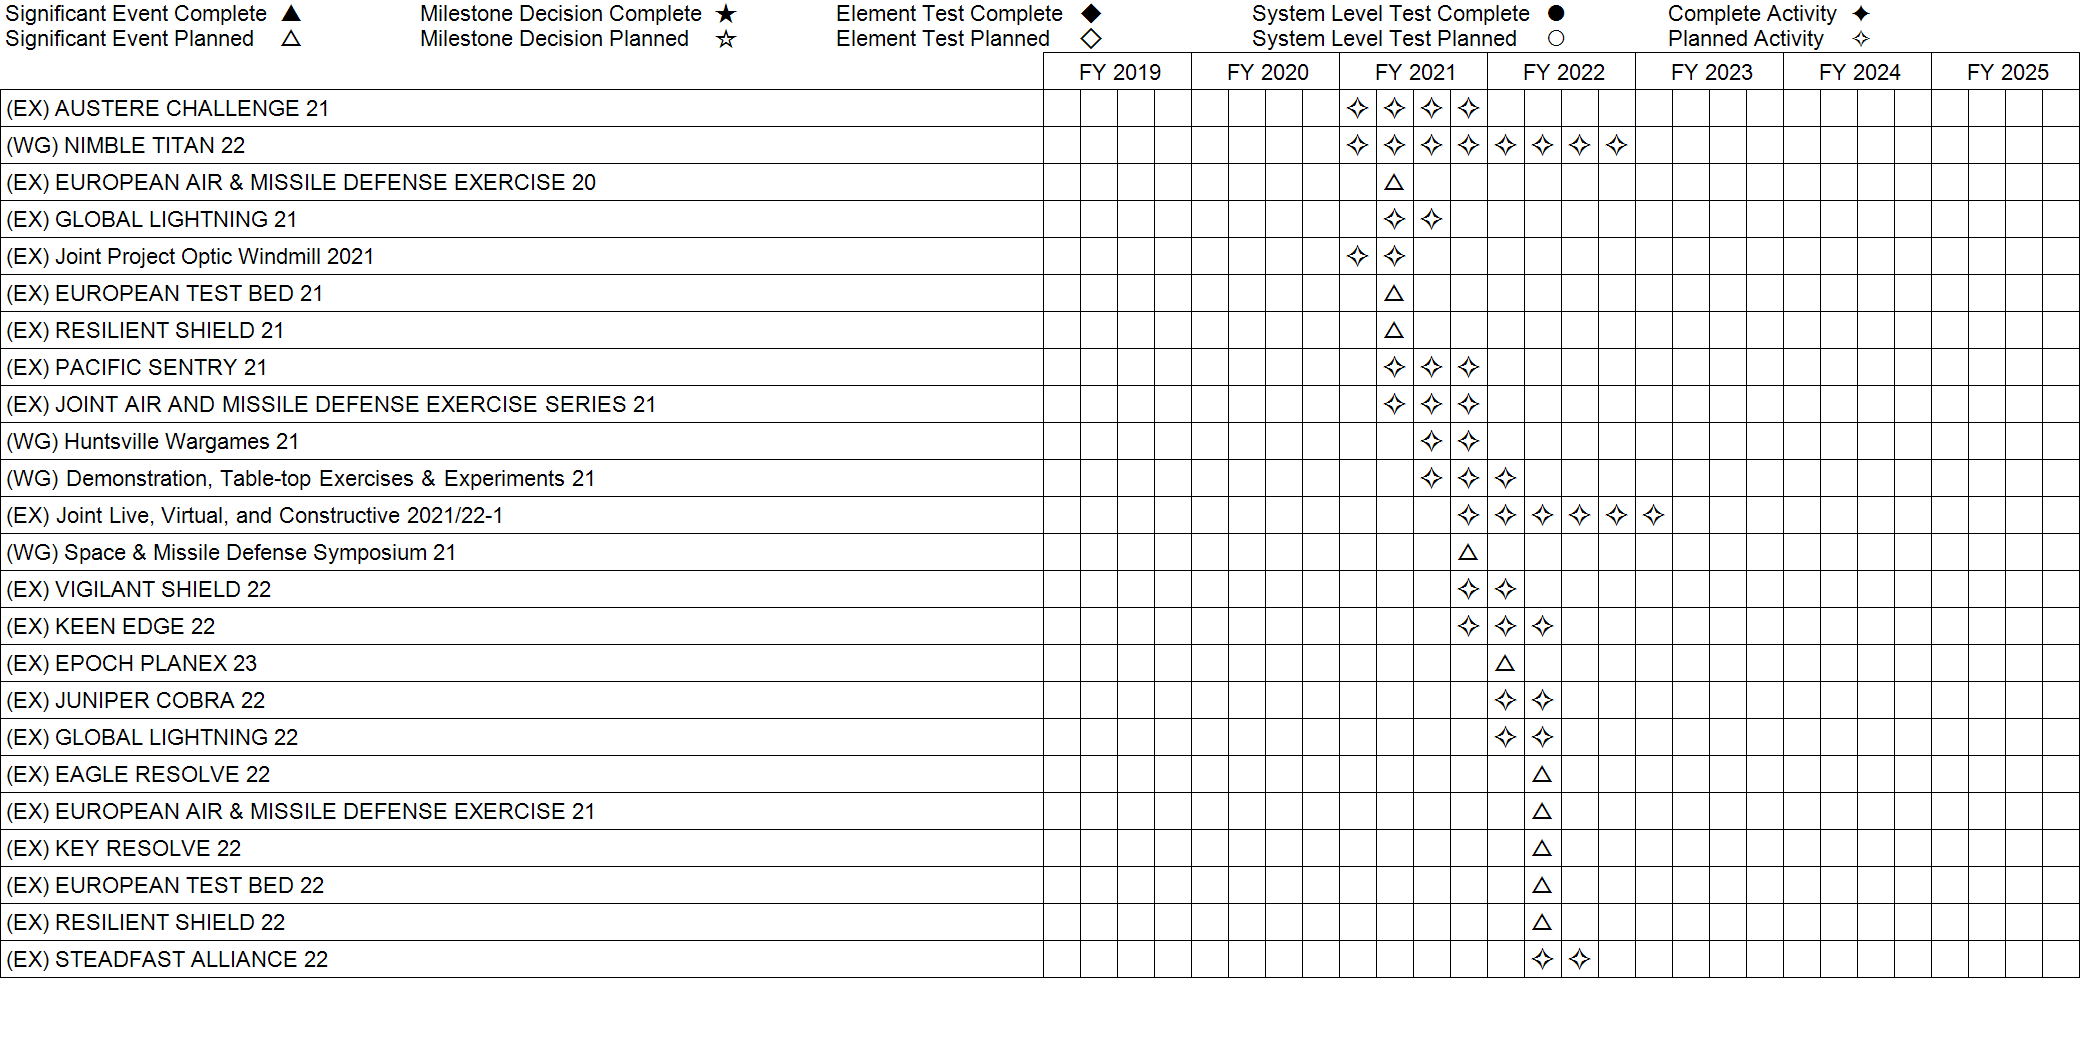 Significant Event Complete ▲ Milestone Decision Complete ★ Element Test Complete ◆ System Level Test Complete ● Complete Activity ✦
Significant Event Planned △ Milestone Decision Planned ☆ Element Test Planned ◇ System Level Test Planned ○ Planned Activity ✧
FY 2019 FY 2020 FY 2021 FY 2022 FY 2023 FY 2024 FY 2025
(EX) AUSTERE CHALLENGE 21 ✧ ✧ ✧ ✧
(WG) NIMBLE TITAN 22 ✧ ✧ ✧ ✧ ✧ ✧ ✧ ✧
(EX) EUROPEAN AIR & MISSILE DEFENSE EXERCISE 20 △
(EX) GLOBAL LIGHTNING 21 ✧ ✧
(EX) Joint Project Optic Windmill 2021 ✧ ✧
(EX) EUROPEAN TEST BED 21 △
(EX) RESILIENT SHIELD 21 △
(EX) PACIFIC SENTRY 21 ✧ ✧ ✧
(EX) JOINT AIR AND MISSILE DEFENSE EXERCISE SERIES 21 ✧ ✧ ✧
(WG) Huntsville Wargames 21 ✧ ✧
(WG) Demonstration, Table-top Exercises & Experiments 21 ✧ ✧ ✧
(EX) Joint Live, Virtual, and Constructive 2021/22-1 ✧ ✧ ✧ ✧ ✧ ✧
(WG) Space & Missile Defense Symposium 21 △
(EX) VIGILANT SHIELD 22 ✧ ✧
(EX) KEEN EDGE 22 ✧ ✧ ✧
(EX) EPOCH PLANEX 23 △
(EX) JUNIPER COBRA 22 ✧ ✧
(EX) GLOBAL LIGHTNING 22 ✧ ✧
(EX) EAGLE RESOLVE 22 △
(EX) EUROPEAN AIR & MISSILE DEFENSE EXERCISE 21 △
(EX) KEY RESOLVE 22 △
(EX) EUROPEAN TEST BED 22 △
(EX) RESILIENT SHIELD 22 △
(EX) STEADFAST ALLIANCE 22 ✧ ✧